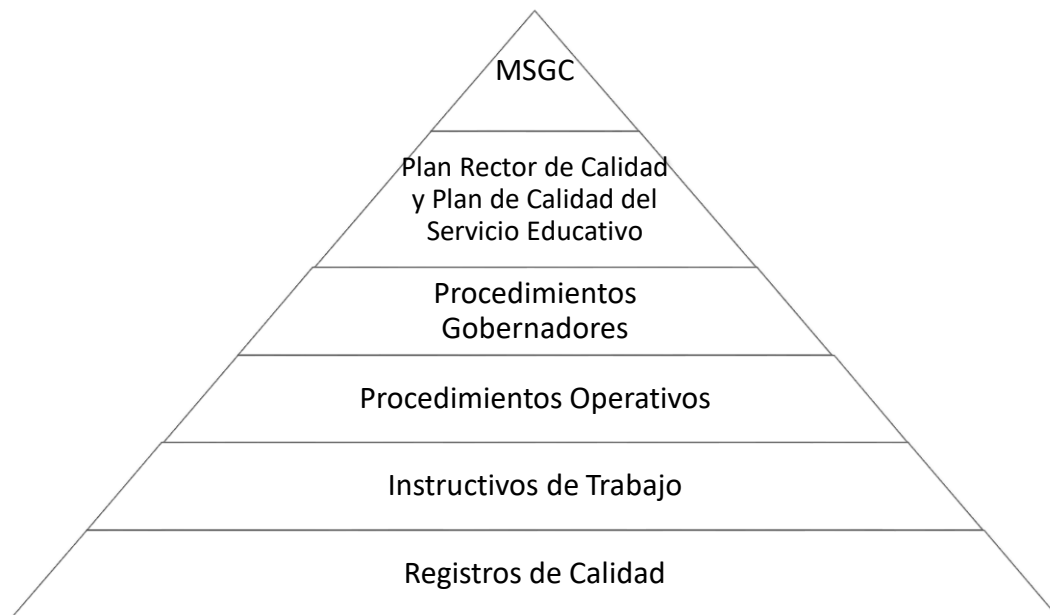 MSGC
Plan Rector de Calidad
y Plan de Calidad del
Servicio Educativo
Procedimientos
Gobernadores
Procedimientos Operativos
Instructivos de Trabajo
Registros de Calidad